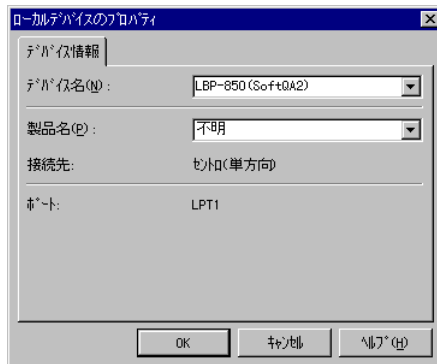 ﾛｰｶﾙﾃﾞﾊﾞｲｽのﾌﾟﾛﾊﾟﾃｨ
ﾃﾞﾊﾞｲｽ情報
ﾃﾞﾊﾞｲｽ名(N) : LBP-850(SoftQA2)
製品名(P) : 不明
接続先: ｾﾝﾄﾛ(単方向)
ﾎﾟｰﾄ: LPT1
OK ｷｬﾝｾﾙ ﾍﾙﾌﾟ(H)